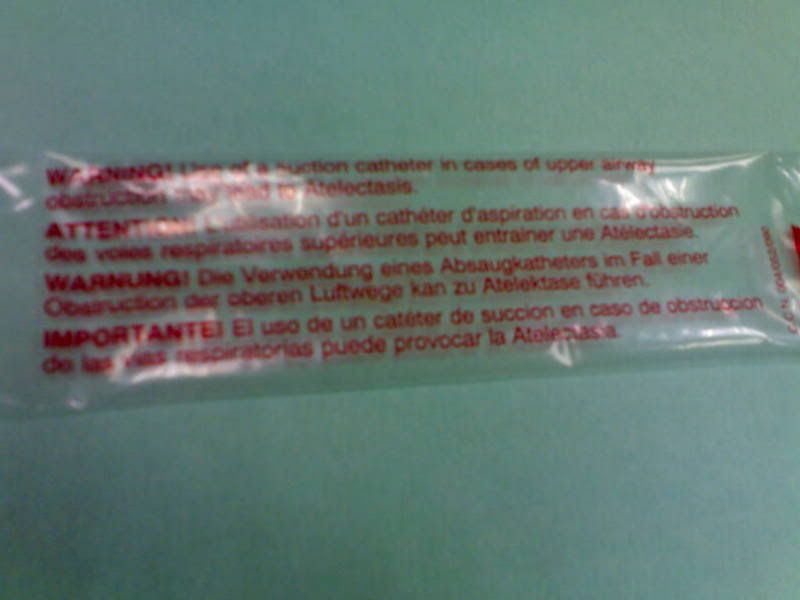 WARNING! Use of a suction catheter in cases of upper airway
obstruction may lead to Atelectasis.
ATTENTION! L'utilisation d'un cathéter d'aspiration en cas d'obstruction
des voies respiratoires supérieures peut entrainer une Atélectasie.
WARNUNG! Die Verwendung eines Absaugkatheters im Fall einer
Obstruction der oberen Luftwege kan zu Atelektase führen.
IMPORTANTE! El uso de un catéter de succion en caso de obstruccion
de las vias respiratorias puede provocar la Atelectasia.